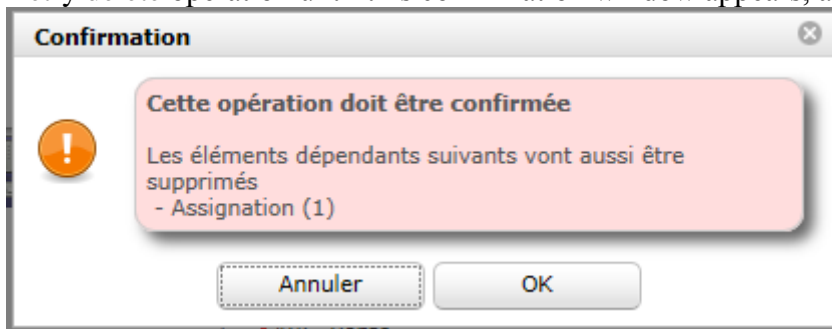 Confirmation
Cette opération doit être confirmée
Les éléments dépendants suivants vont aussi être
supprimés
- Assignation (1)
Annuler
OK